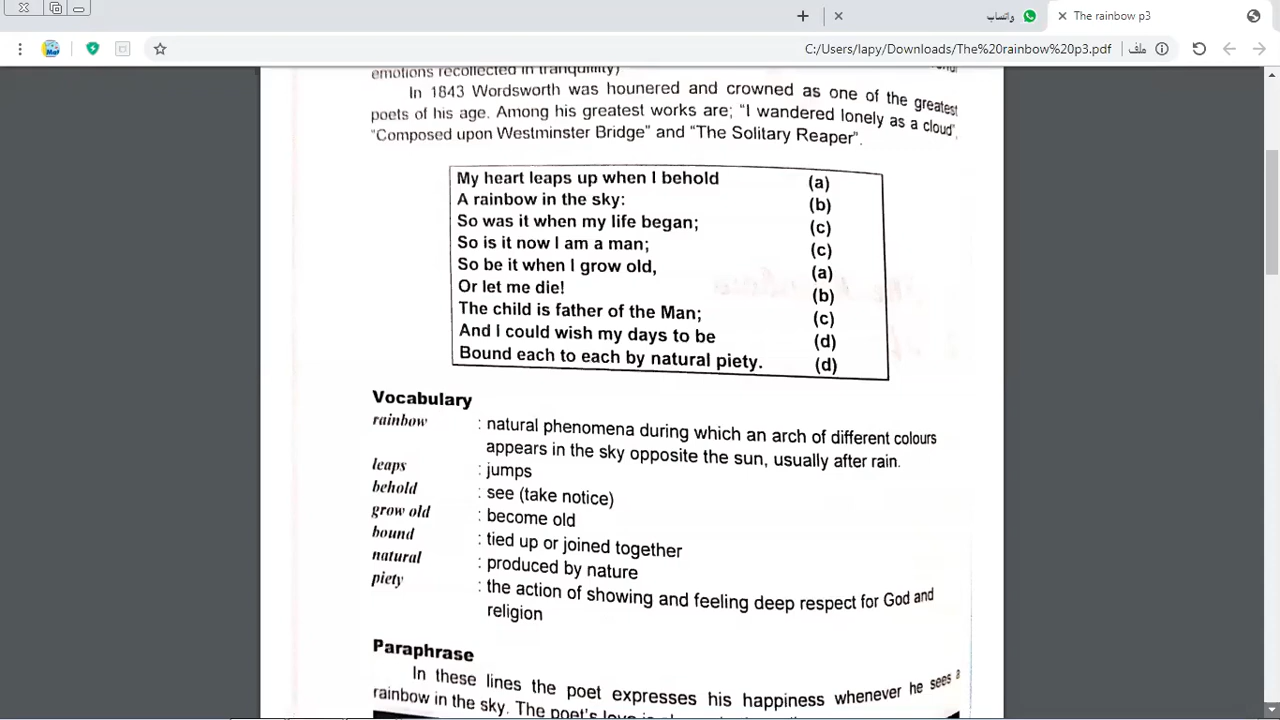 واتساب
The rainbow p3
C:/Users/lapy/Downloads/The%20rainbow%20p3.pdf
ملف
emotions recollected in tranquility)
In 1843 Wordsworth was hounered and crowned as one of the greatest
poets of his age. Among his greatest works are; "I wandered lonely as a cloud",
"Composed upon Westminster Bridge" and "The Solitary Reaper".
My heart leaps up when I behold (a)
A rainbow in the sky: (b)
So was it when my life began; (c)
So is it now I am a man; (c)
So be it when I grow old, (a)
Or let me die! (b)
The child is father of the Man; (c)
And I could wish my days to be (d)
Bound each to each by natural piety. (d)
Vocabulary
rainbow : natural phenomena during which an arch of different colours
appears in the sky opposite the sun, usually after rain.
leaps : jumps
behold : see (take notice)
grow old : become old
bound : tied up or joined together
natural : produced by nature
piety : the action of showing and feeling deep respect for God and
religion
Paraphrase
In these lines the poet expresses his happiness whenever he sees a
rainbow in the sky. The poet's love is